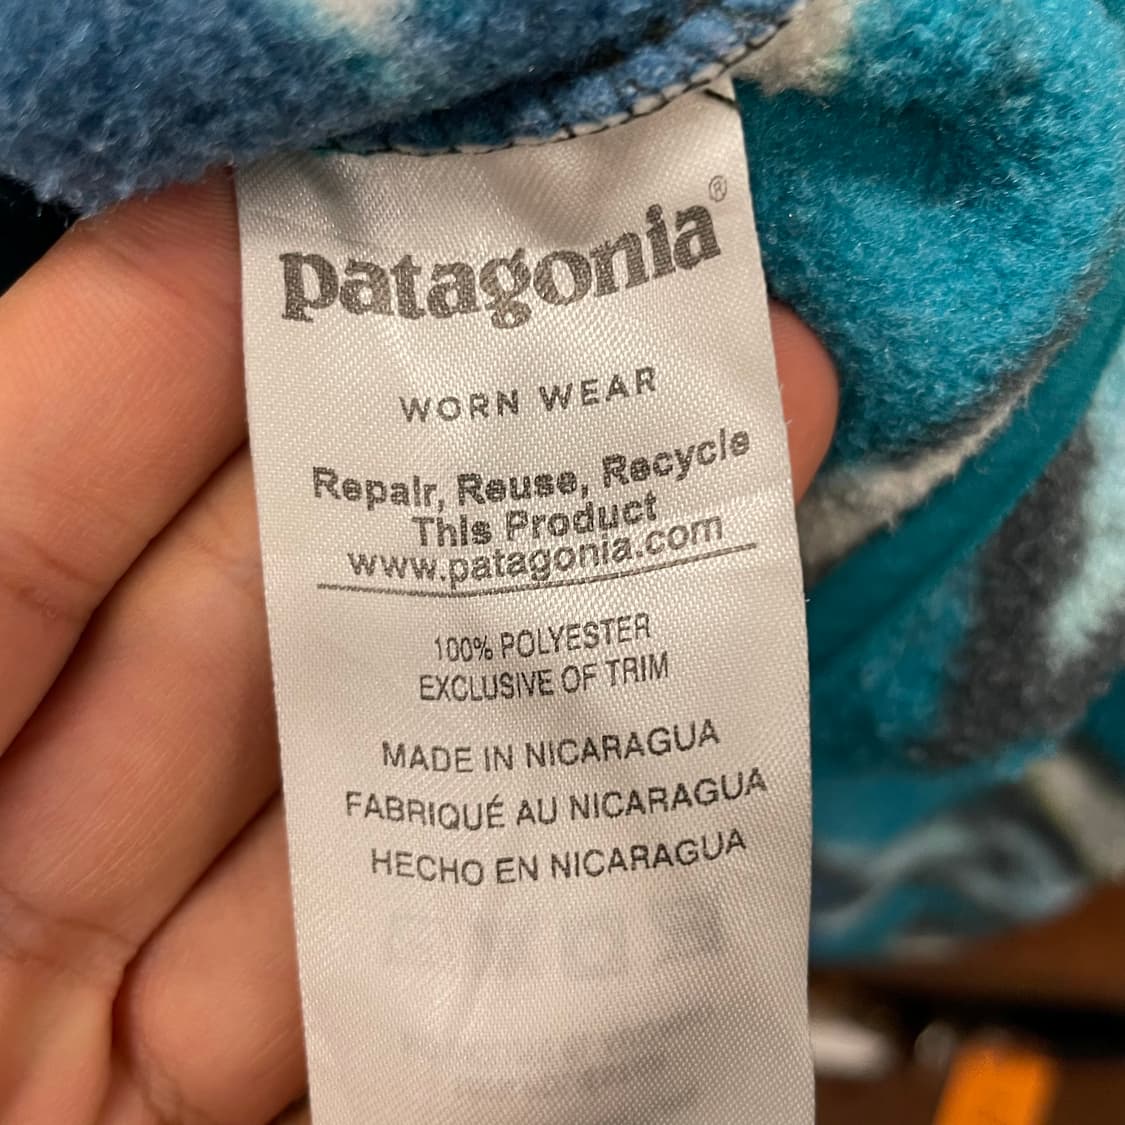 patagonia®
WORN WEAR
Repair, Reuse, Recycle
This Product
www.patagonia.com
100% POLYESTER
EXCLUSIVE OF TRIM
MADE IN NICARAGUA
FABRIQUÉ AU NICARAGUA
HECHO EN NICARAGUA